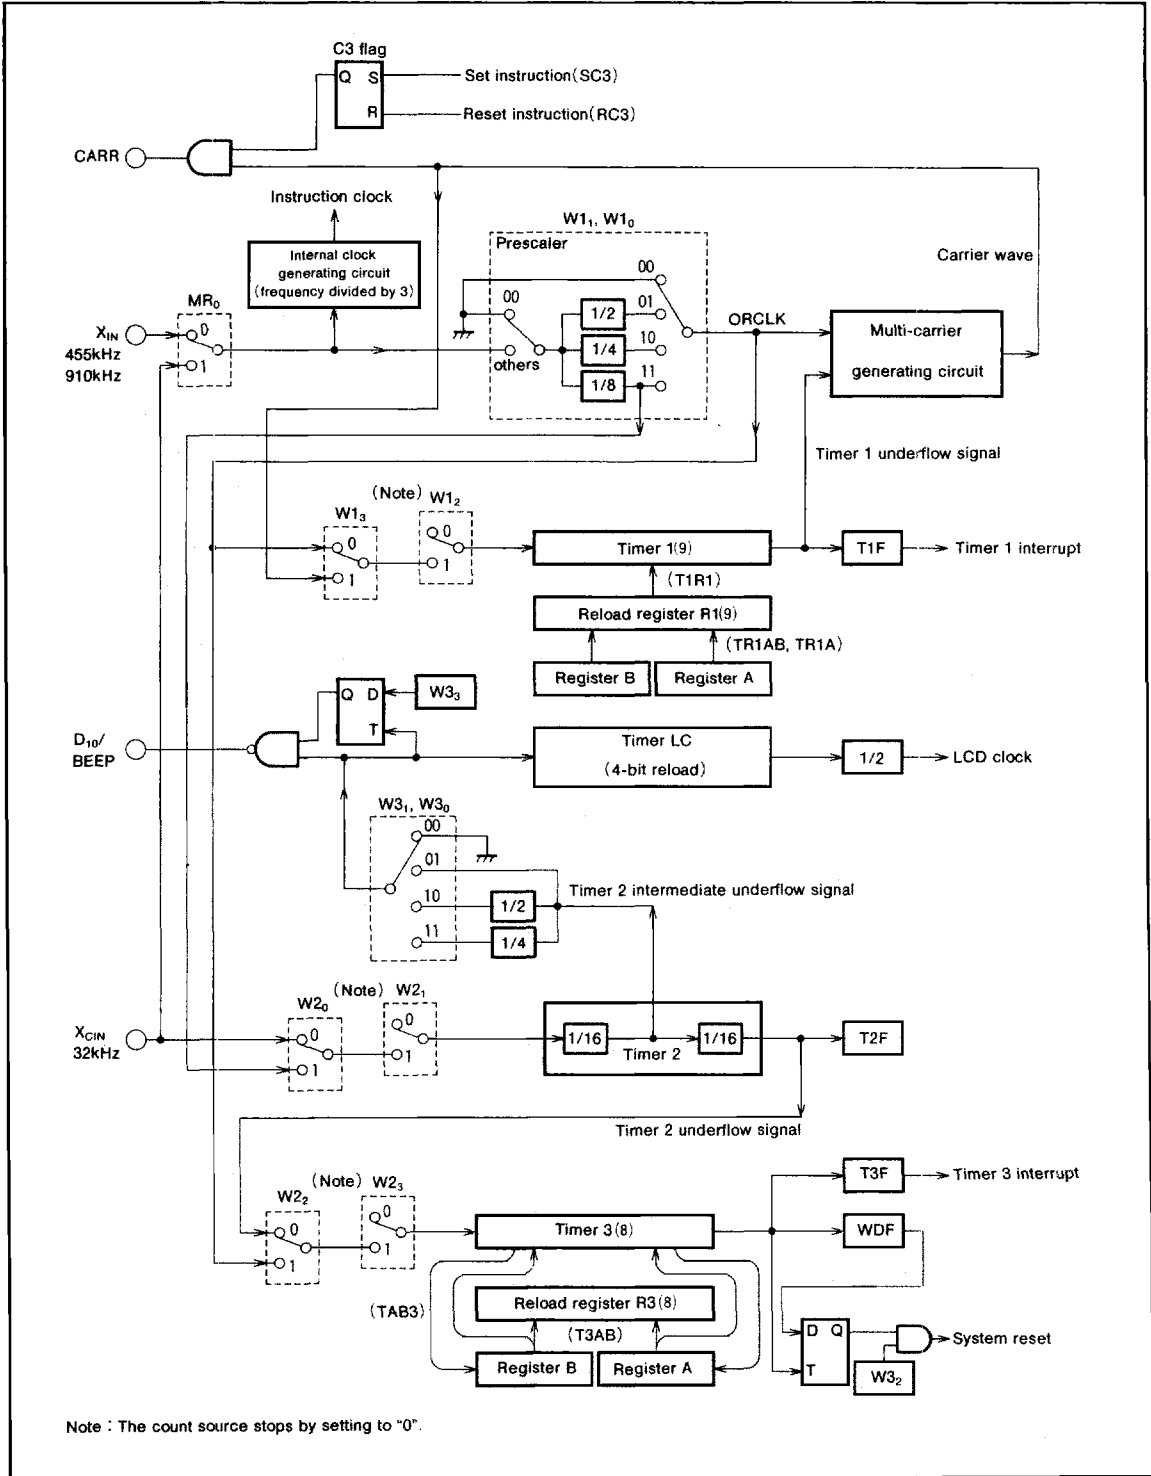 C3 flag
Q S
R
Set instruction(SC3)
Reset instruction(RC3)
CARR
Instruction clock
Internal clock
generating circuit
(frequency divided by 3)
W1₁, W1₀
Prescaler
00
00
01
10
11
others
1/2
1/4
1/8
ORCLK
Carrier wave
Multi-carrier
generating circuit
MR₀
0
1
XIN
455kHz
910kHz
Timer 1 underflow signal
(Note)
W1₃
0
1
W1₂
0
1
Timer 1(9)
T1F
Timer 1 interrupt
(T1R1)
Reload register R1(9)
(TR1AB, TR1A)
Register B
Register A
Q D
T
W3₃
D₁₀/
BEEP
Timer LC
(4-bit reload)
1/2
LCD clock
W3₁, W3₀
00
01
10
11
1/2
1/4
Timer 2 intermediate underflow signal
(Note)
W2₀
0
1
W2₁
0
1
XCIN
32kHz
1/16
1/16
Timer 2
T2F
Timer 2 underflow signal
(Note)
W2₂
0
1
W2₃
0
1
Timer 3(8)
T3F
Timer 3 interrupt
WDF
(TAB3)
Reload register R3(8)
(T3AB)
Register B
Register A
D Q
T
W3₂
System reset
Note : The count source stops by setting to “0”.